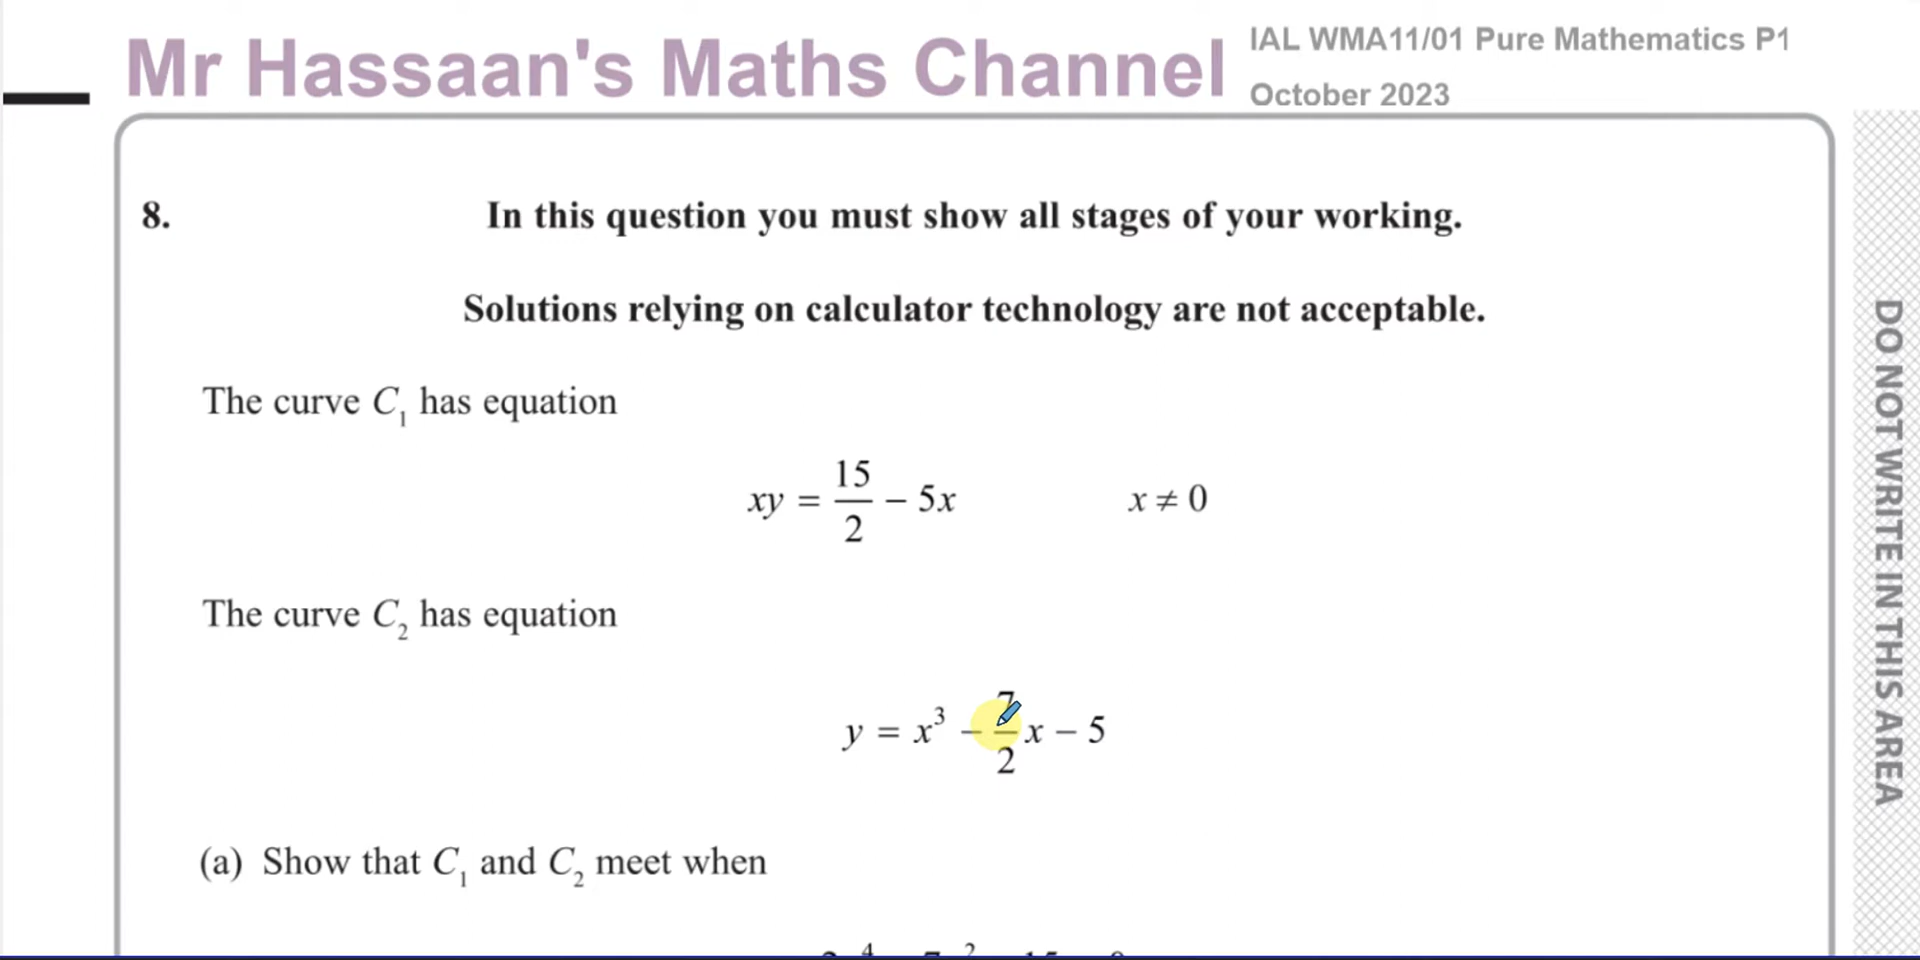 Mr Hassaan's Maths Channel
IAL WMA11/01 Pure Mathematics P1
October 2023
8.
In this question you must show all stages of your working.
Solutions relying on calculator technology are not acceptable.
The curve C₁ has equation
xy = 15/2 − 5x x ≠ 0
The curve C₂ has equation
y = x³ − 7/2 x − 5
(a) Show that C₁ and C₂ meet when
DO NOT WRITE IN THIS AREA